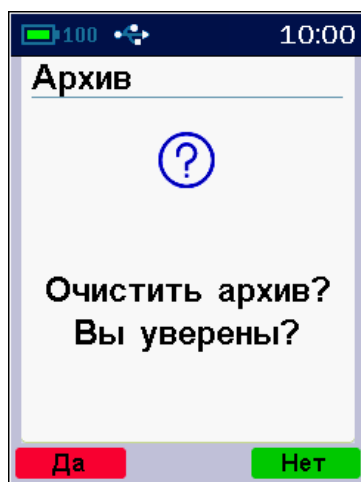 100 10:00
Архив
Очистить архив?
Вы уверены?
Да Нет